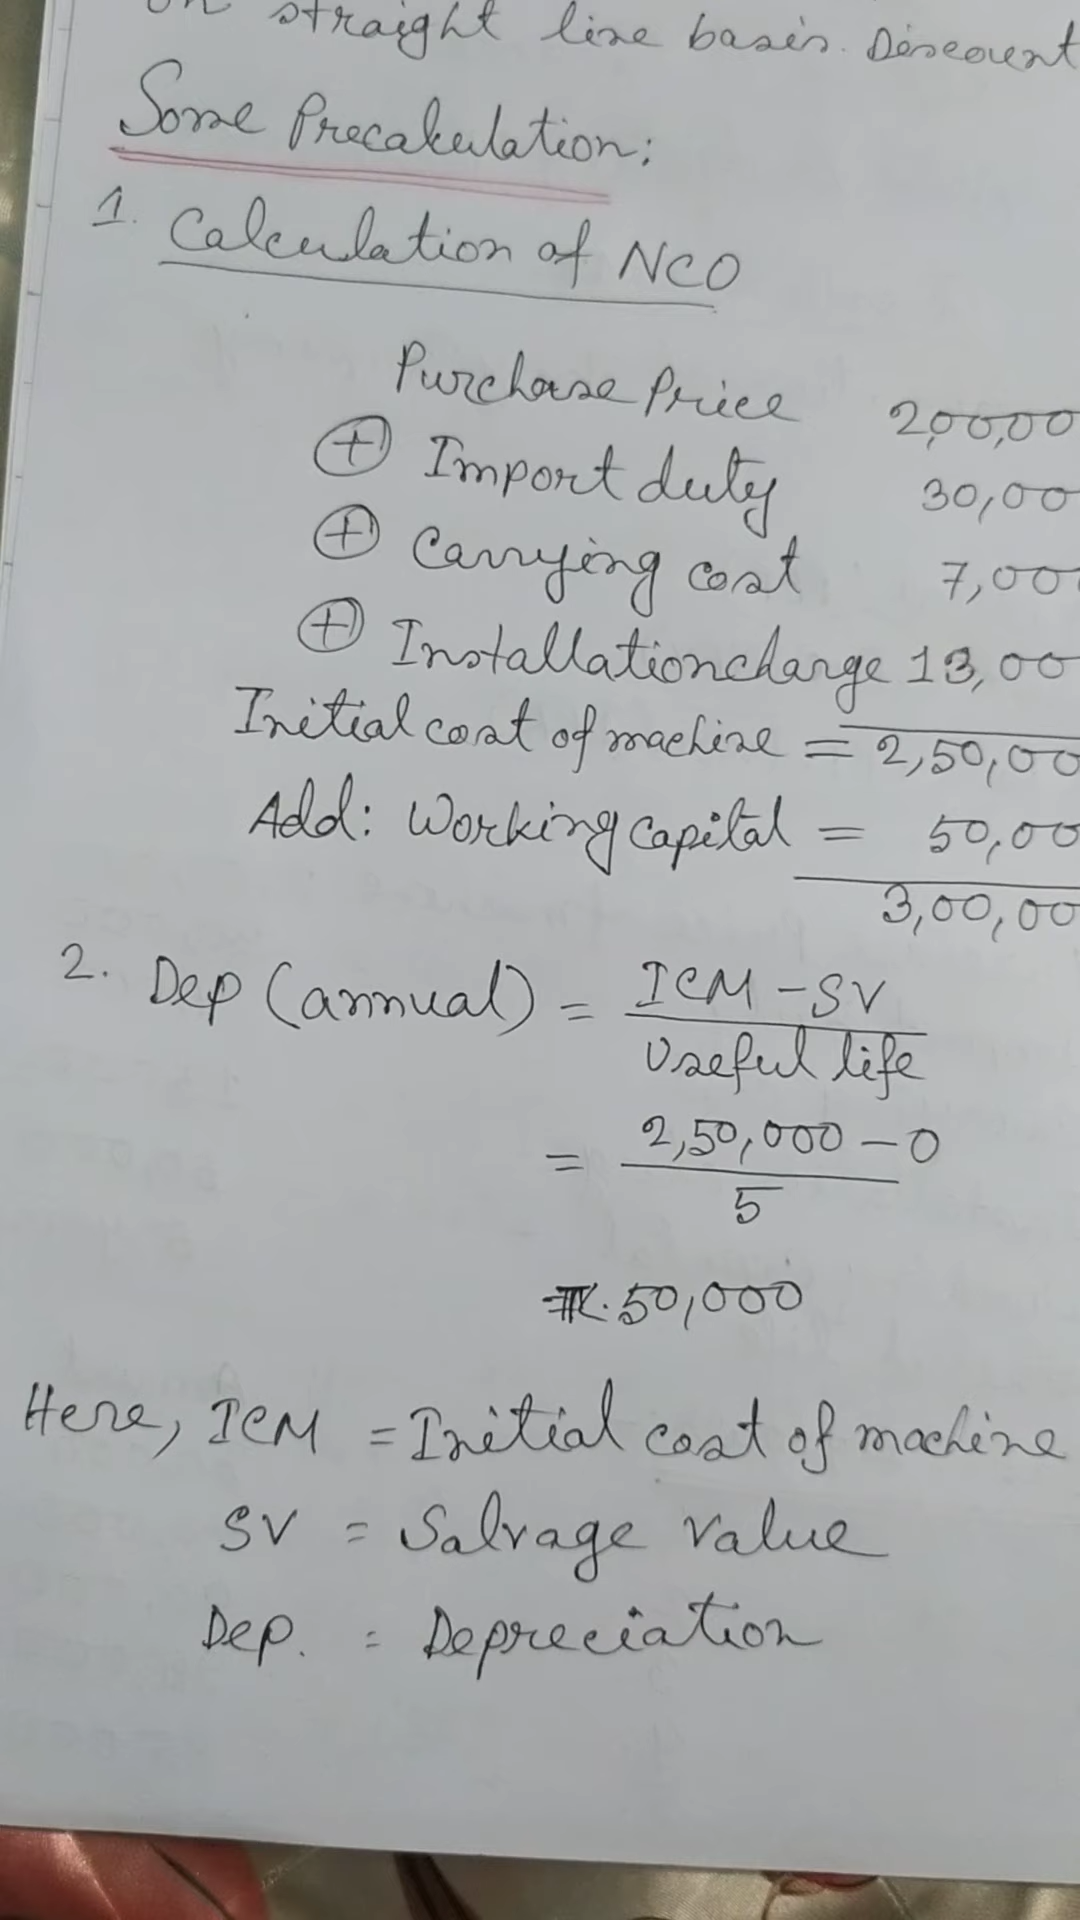 on straight line basis. Discount
Some Precalculation:
1. Calculation of NCO
Purchase Price 2,00,00
+ Import duty 30,00
+ Carrying cost 7,00
+ Installationcharge 13,00
Initial cost of machine = 2,50,00
Add: Working capital = 50,00
3,00,00
2. Dep (annual) = ICM - SV
Useful life
= 2,50,000 - 0
5
= TK. 50,000
Here, ICM = Initial cost of machine
SV = Salvage value
Dep. = Depreciation